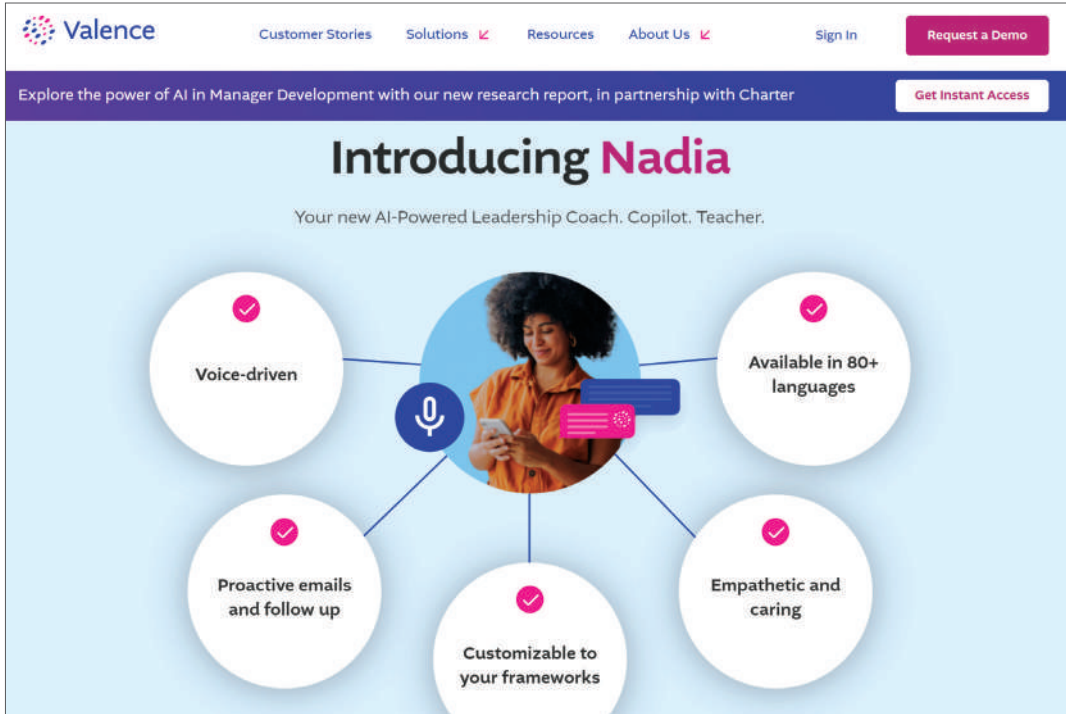 Valence
Customer Stories
Solutions
Resources
About Us
Sign In
Request a Demo
Explore the power of AI in Manager Development with our new research report, in partnership with Charter
Get Instant Access
Introducing Nadia
Your new AI-Powered Leadership Coach. Copilot. Teacher.
Voice-driven
Available in 80+
languages
Proactive emails
and follow up
Customizable to
your frameworks
Empathetic and
caring